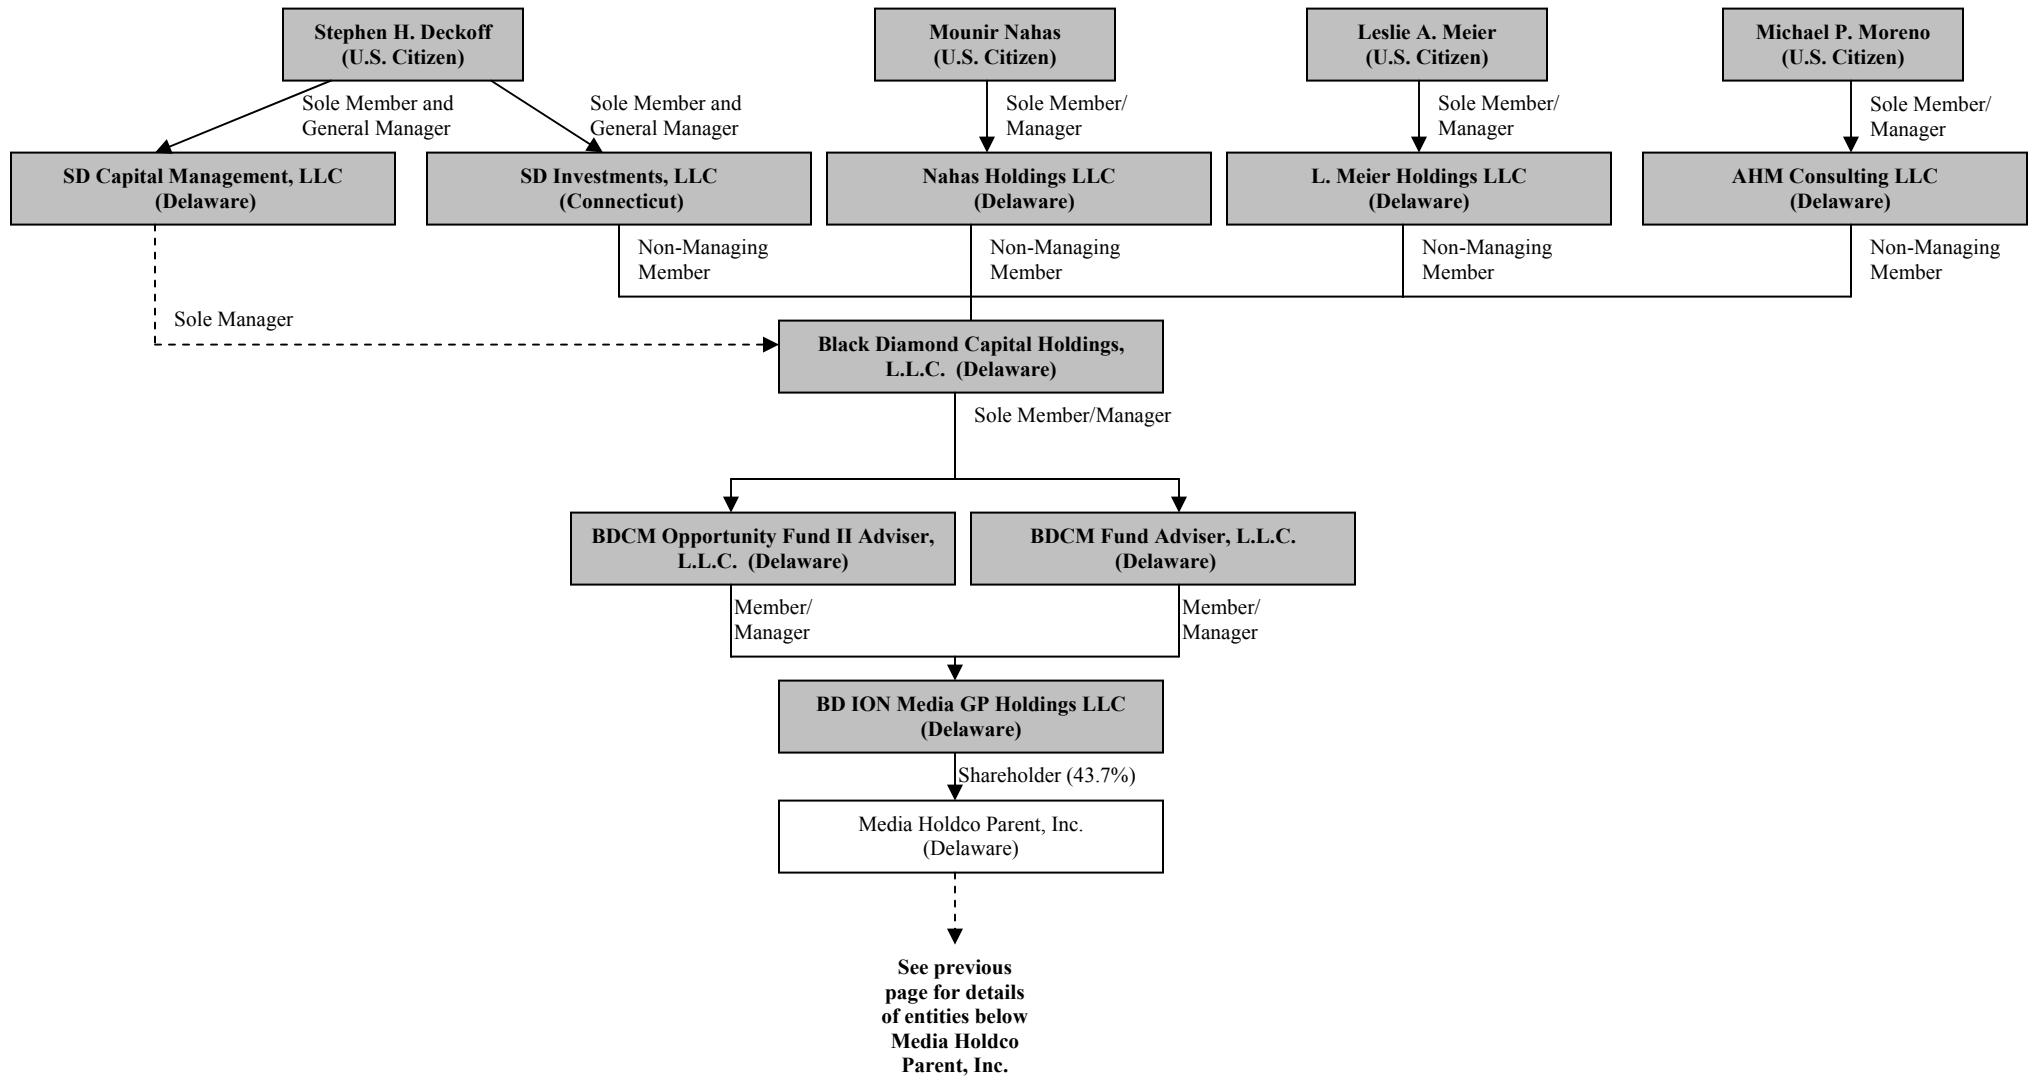 Stephen H. Deckoff
(U.S. Citizen)
Mounir Nahas
(U.S. Citizen)
Leslie A. Meier
(U.S. Citizen)
Michael P. Moreno
(U.S. Citizen)
Sole Member and
General Manager
Sole Member and
General Manager
Sole Member/
Manager
Sole Member/
Manager
Sole Member/
Manager
SD Capital Management, LLC
(Delaware)
SD Investments, LLC
(Connecticut)
Nahas Holdings LLC
(Delaware)
L. Meier Holdings LLC
(Delaware)
AHM Consulting LLC
(Delaware)
Non-Managing
Member
Non-Managing
Member
Non-Managing
Member
Non-Managing
Member
Sole Manager
Black Diamond Capital Holdings,
L.L.C. (Delaware)
Sole Member/Manager
BDCM Opportunity Fund II Adviser,
L.L.C. (Delaware)
BDCM Fund Adviser, L.L.C.
(Delaware)
Member/
Manager
Member/
Manager
BD ION Media GP Holdings LLC
(Delaware)
Shareholder (43.7%)
Media Holdco Parent, Inc.
(Delaware)
See previous
page for details
of entities below
Media Holdco
Parent, Inc.